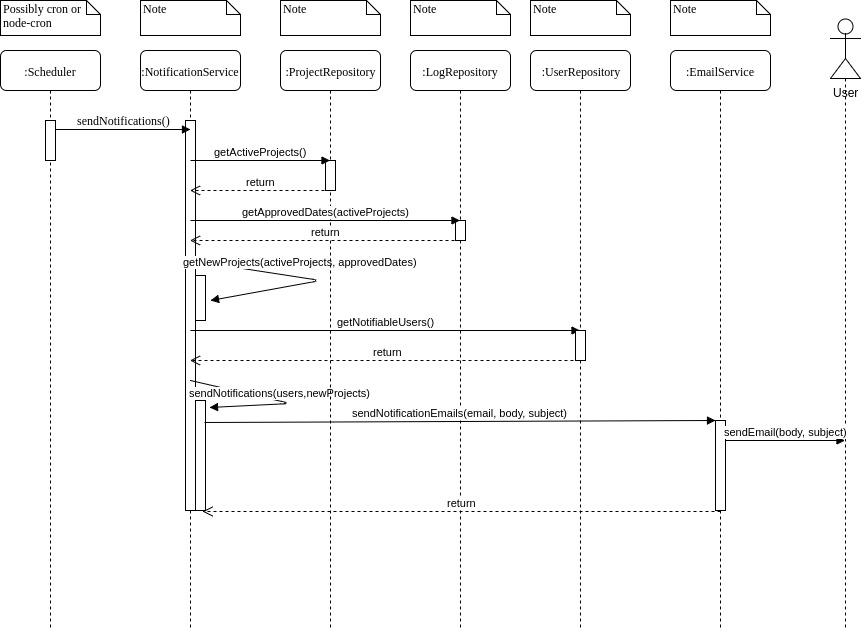 Possibly cron or
node-cron
Note
Note
Note
Note
Note
:Scheduler
:NotificationService
:ProjectRepository
:LogRepository
:UserRepository
:EmailService
User
sendNotifications()
getActiveProjects()
return
getApprovedDates(activeProjects)
return
getNewProjects(activeProjects, approvedDates)
getNotifiableUsers()
return
sendNotifications(users,newProjects)
sendNotificationEmails(email, body, subject)
sendEmail(body, subject)
return